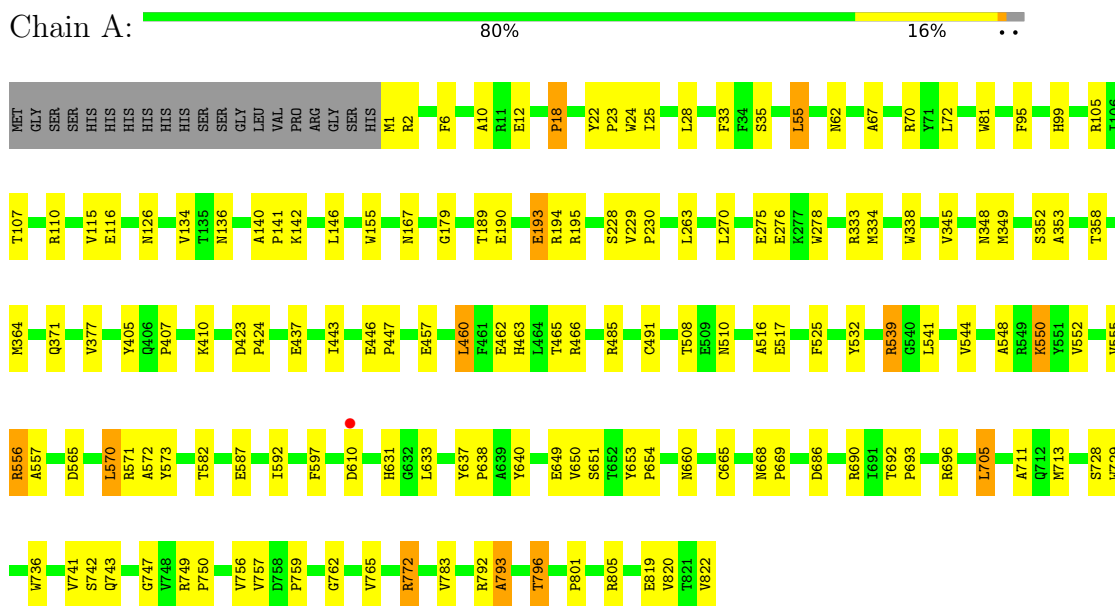 Chain A:
80% 16% • •
MET GLY SER SER HIS HIS HIS HIS HIS HIS SER SER GLY LEU VAL PRO ARG GLY SER HIS M1 R2 F6 A10 R11 E12 P18 Y22 P23 W24 I25 L28 F33 F34 S35 L55 N62 A67 R70 Y71 L72 W81 F95 H99 R105 I106
T107 R110 V115 E116 N126 V134 T135 N136 A140 P141 K142 L146 W155 N167 G179 T189 E190 E193 R194 R195 S228 V229 P230 L263 L270 E275 E276 K277 W278 R333 M334 W338 V345 N348 M349 S352 A353 T358
M364 Q371 V377 Y405 Q406 P407 K410 D423 P424 E437 I443 E446 P447 E457 L460 F461 E462 H463 L464 T465 R466 R485 C491 T508 E509 N510 A516 E517 F525 Y532 R539 G540 L541 V544 A548 R549 K550 Y551 V552 V555
R556 A557 D565 L570 R571 A572 Y573 T582 E587 I592 F597 D610 H631 G632 L633 Y637 P638 A639 Y640 E649 V650 S651 T652 Y653 P654 N660 C665 N668 P669 D686 R690 I691 T692 P693 R696 L705 A711 Q712 M713 S728
W736 V741 S742 Q743 G747 V748 R749 P750 V756 V757 D758 P759 G762 V765 R772 V783 R792 A793 T796 P801 R805 E819 V820 T821 V822